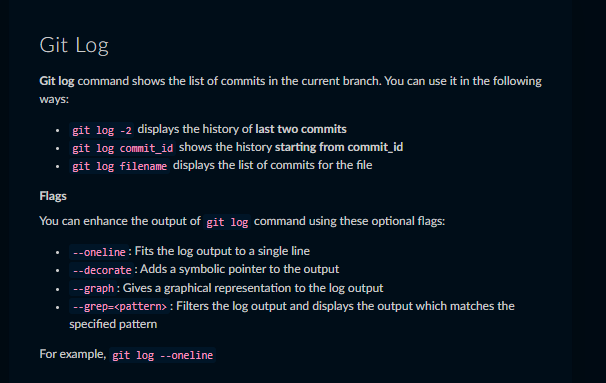 Git Log
Git log command shows the list of commits in the current branch. You can use it in the following
ways:
• git log -2 displays the history of last two commits
• git log commit_id shows the history starting from commit_id
• git log filename displays the list of commits for the file
Flags
You can enhance the output of git log command using these optional flags:
• --oneline : Fits the log output to a single line
• --decorate : Adds a symbolic pointer to the output
• --graph : Gives a graphical representation to the log output
• --grep=<pattern> : Filters the log output and displays the output which matches the
specified pattern
For example, git log --oneline